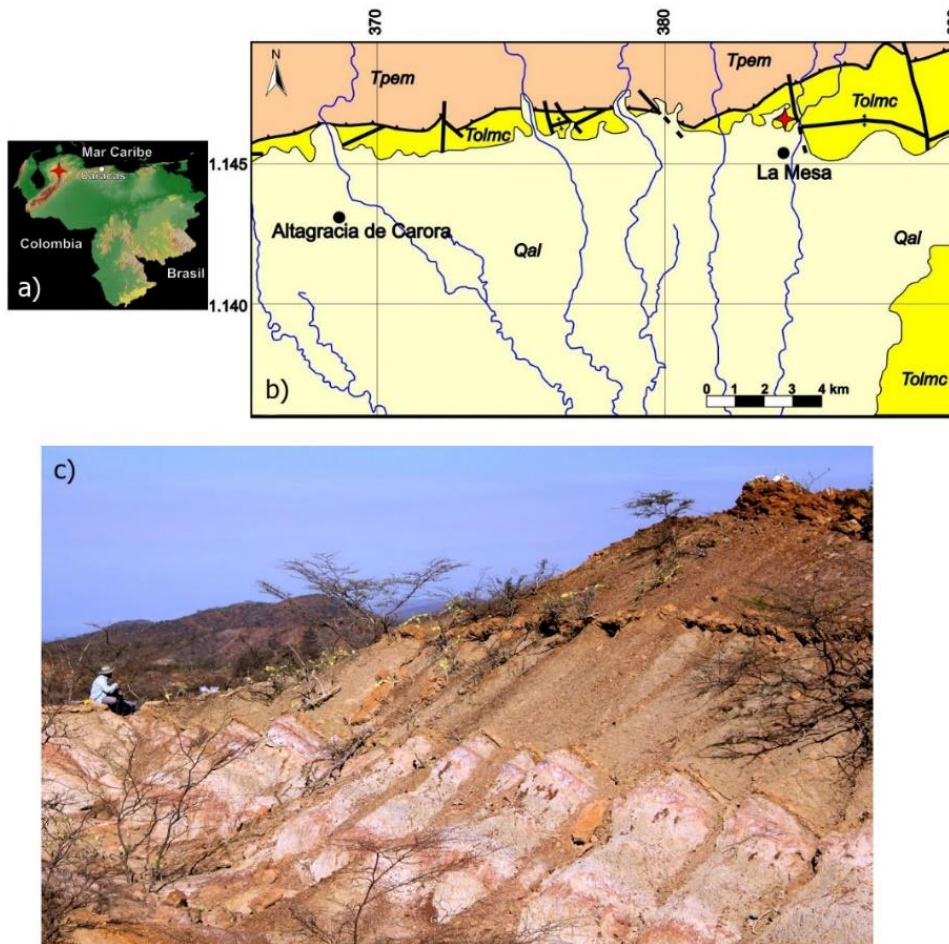 370
380
N
Tpem
Tpem
Tolmc
Tolmc
Mar Caribe
Caracas
Colombia
Brasil
a)
1.145
La Mesa
Altagracia de Carora
Qal
Qal
1.140
Tolmc
0 1 2 3 4 km
b)
c)